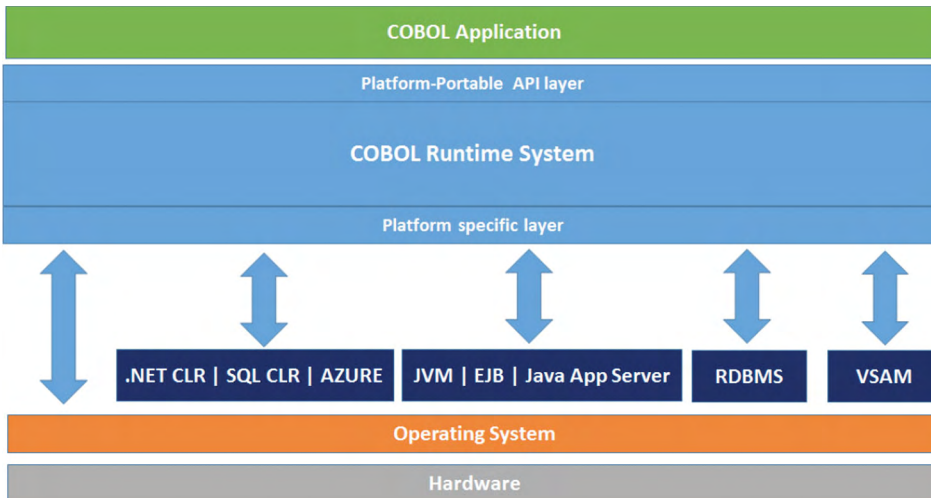 COBOL Application
Platform-Portable API layer
COBOL Runtime System
Platform specific layer
.NET CLR | SQL CLR | AZURE
JVM | EJB | Java App Server
RDBMS
VSAM
Operating System
Hardware